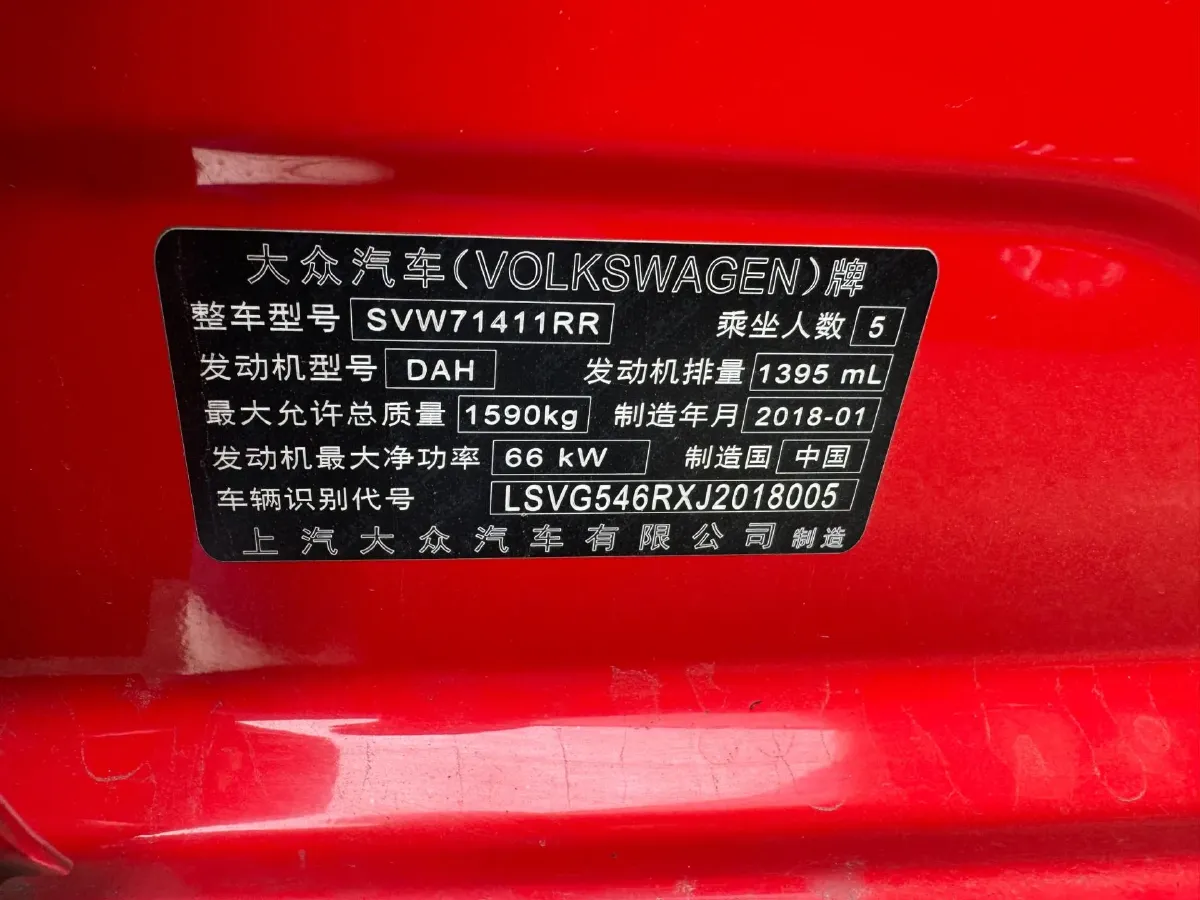 大众汽车(VOLKSWAGEN)牌
整车型号 SVW71411RR 乘坐人数 5
发动机型号 DAH 发动机排量 1395 mL
最大允许总质量 1590kg 制造年月 2018-01
发动机最大净功率 66 kW 制造国 中国
车辆识别代号 LSVG546RXJ2018005
上汽大众汽车有限公司 制造